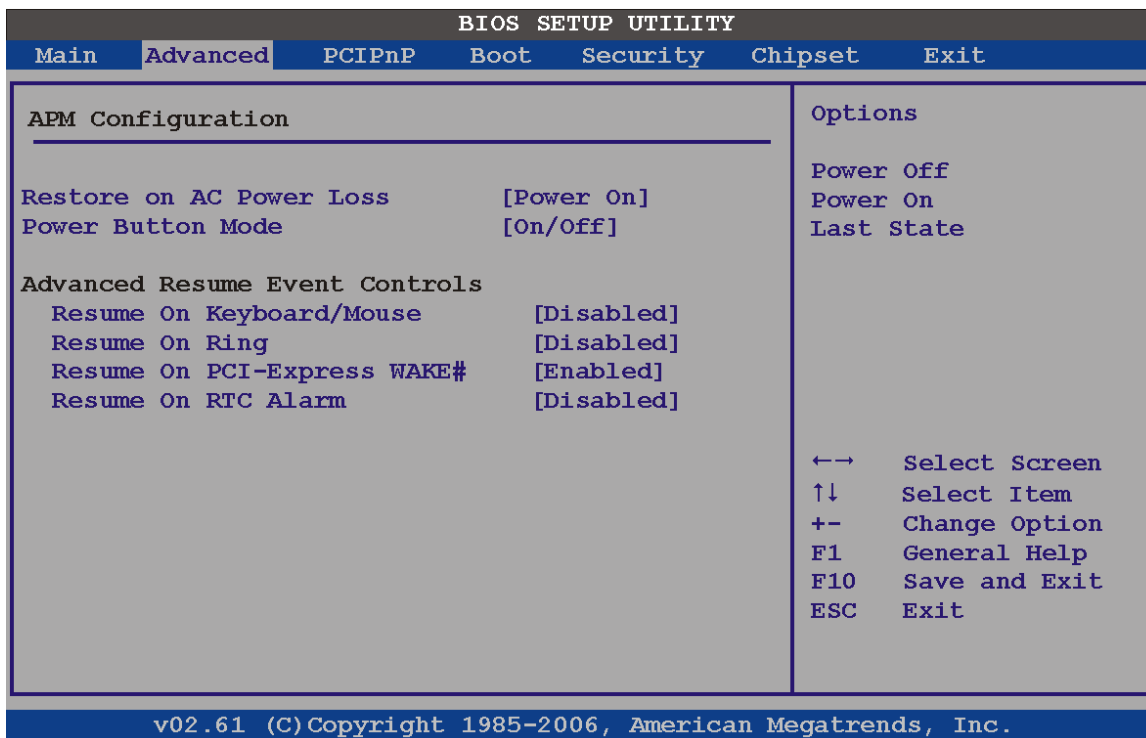 BIOS SETUP UTILITY
Main Advanced PCIPnP Boot Security Chipset Exit
APM Configuration
Restore on AC Power Loss [Power On]
Power Button Mode [On/Off]
Advanced Resume Event Controls
Resume On Keyboard/Mouse [Disabled]
Resume On Ring [Disabled]
Resume On PCI-Express WAKE# [Enabled]
Resume On RTC Alarm [Disabled]
Options
Power Off
Power On
Last State
←→ Select Screen
↑↓ Select Item
+- Change Option
F1 General Help
F10 Save and Exit
ESC Exit
v02.61 (C)Copyright 1985-2006, American Megatrends, Inc.